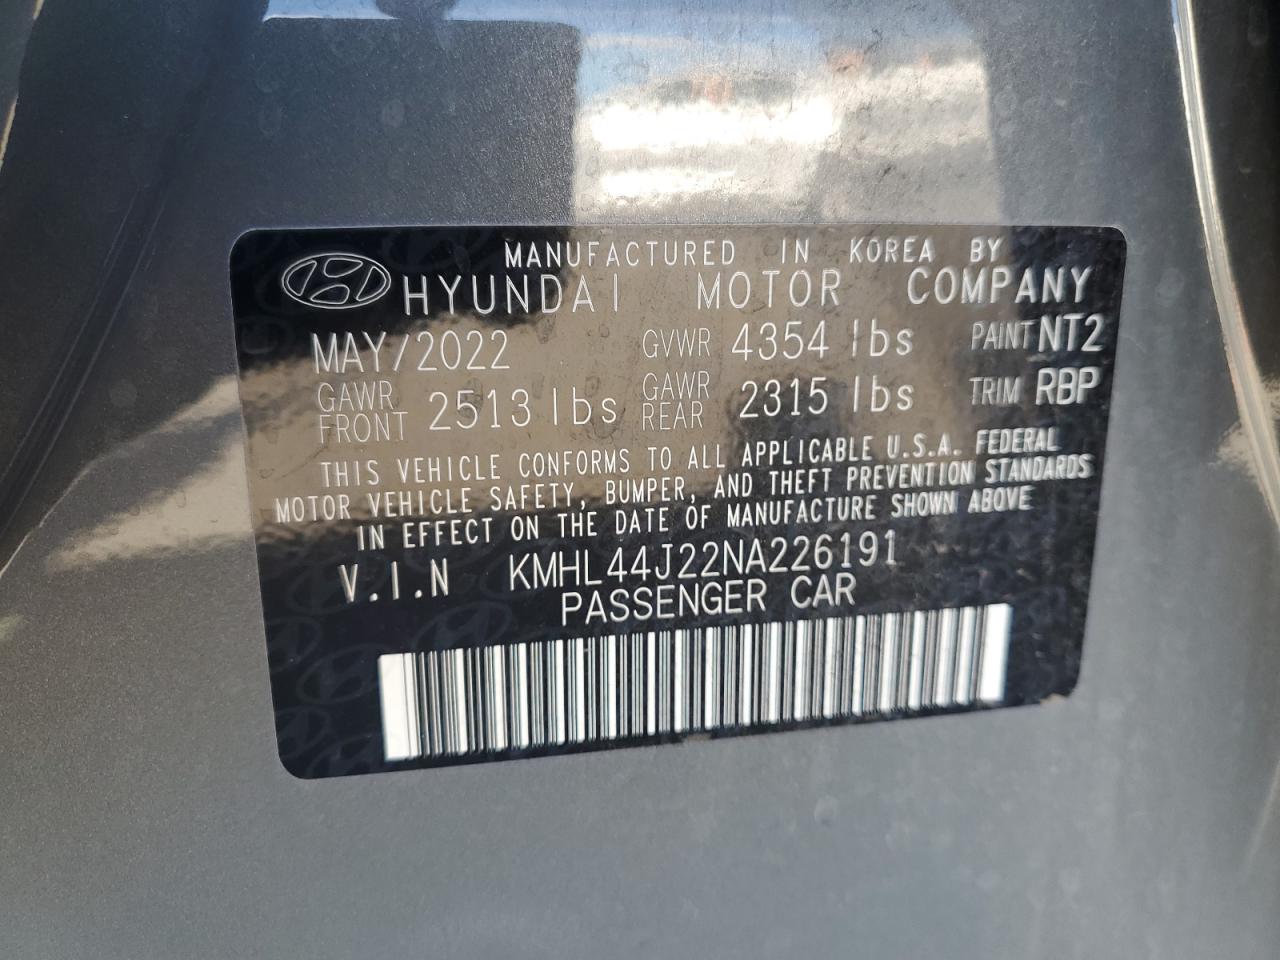 MANUFACTURED IN KOREA BY
HYUNDAI MOTOR COMPANY
MAY/2022 GVWR 4354 lbs PAINT NT2
GAWR FRONT 2513 lbs GAWR REAR 2315 lbs TRIM RBP
THIS VEHICLE CONFORMS TO ALL APPLICABLE U.S.A. FEDERAL
MOTOR VEHICLE SAFETY, BUMPER, AND THEFT PREVENTION STANDARDS
IN EFFECT ON THE DATE OF MANUFACTURE SHOWN ABOVE
V.I.N KMHL44J22NA226191
PASSENGER CAR